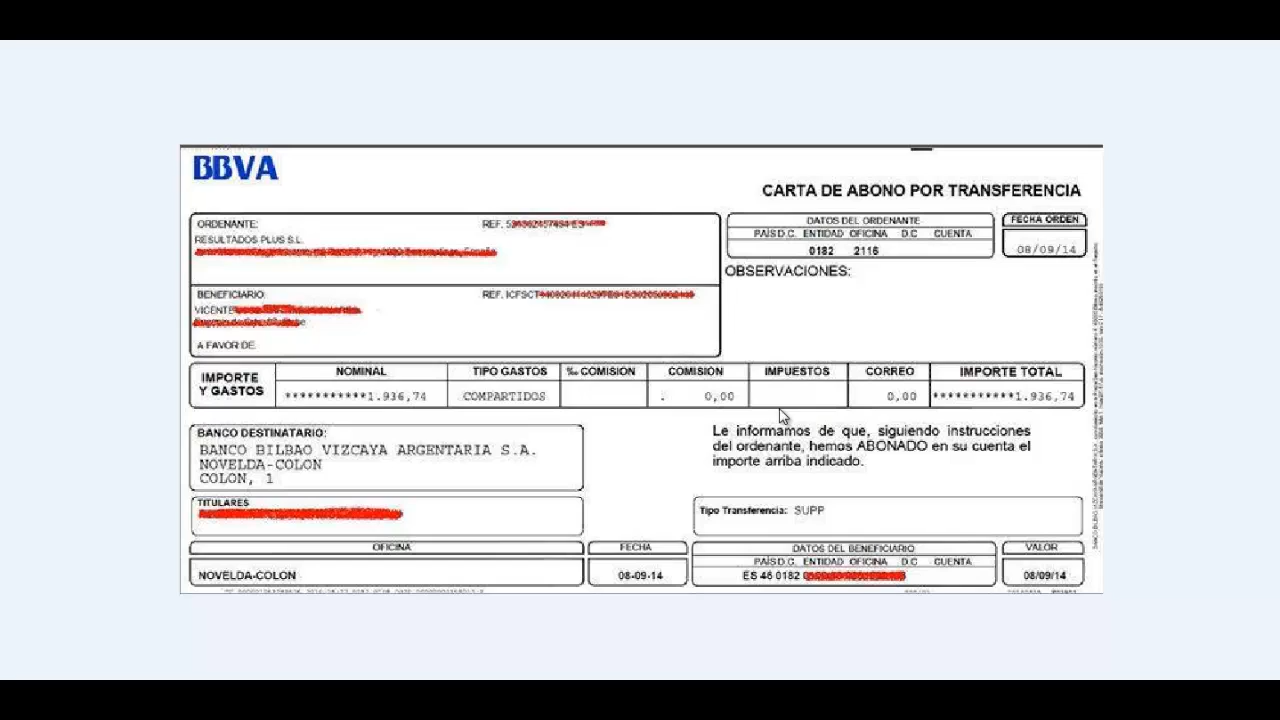 BBVA
CARTA DE ABONO POR TRANSFERENCIA
ORDENANTE:
REF.
RESULTADOS PLUS S.L.
DATOS DEL ORDENANTE
PAÍS D.C. ENTIDAD OFICINA D.C CUENTA
0182 2116
FECHA ORDEN
08/09/14
OBSERVACIONES:
BENEFICIARIO:
REF. ICFSCT
VICENTE
A FAVOR DE
IMPORTE Y GASTOS
NOMINAL TIPO GASTOS ‰ COMISION COMISIÓN IMPUESTOS CORREO IMPORTE TOTAL
***********1.936,74 COMPARTIDOS . 0,00 0,00 ***********1.936,74
BANCO DESTINATARIO:
BANCO BILBAO VIZCAYA ARGENTARIA S.A.
NOVELDA-COLON
COLON, 1
Le informamos de que, siguiendo instrucciones
del ordenante, hemos ABONADO en su cuenta el
importe arriba indicado.
TITULARES
Tipo Transferencia: SUPP
OFICINA FECHA DATOS DEL BENEFICIARIO VALOR
PAÍS D.C. ENTIDAD OFICINA D.C CUENTA
NOVELDA-COLON 08-09-14 ES 46 0182 08/09/14